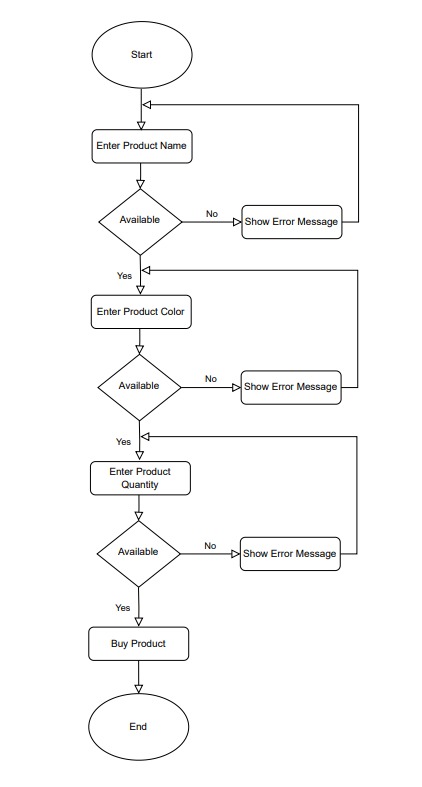 Start
Enter Product Name
Available
No
Show Error Message
Yes
Enter Product Color
Available
No
Show Error Message
Yes
Enter Product
Quantity
Available
No
Show Error Message
Yes
Buy Product
End